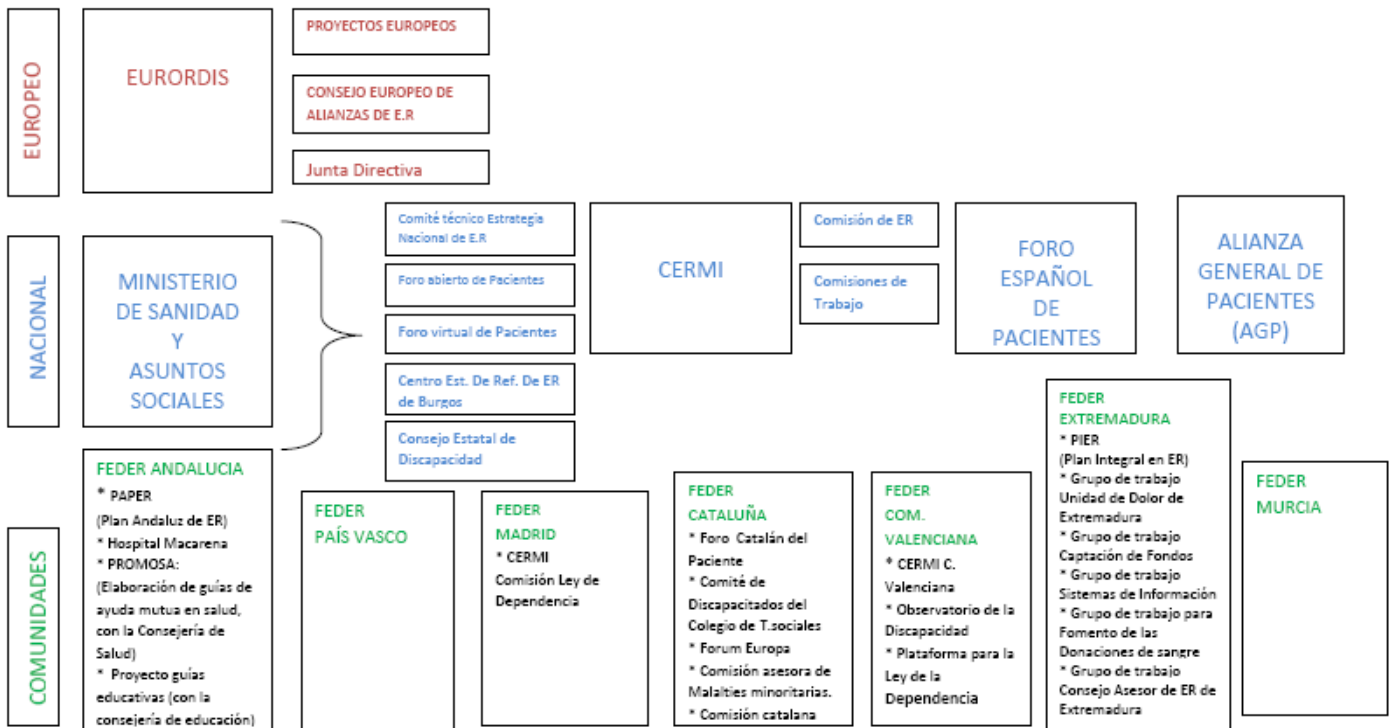 EUROPEO
EURORDIS
PROYECTOS EUROPEOS
CONSEJO EUROPEO DE
ALIANZAS DE E.R
Junta Directiva
NACIONAL
MINISTERIO
DE SANIDAD
Y
ASUNTOS
SOCIALES
Comité técnico Estrategia
Nacional de E.R
Foro abierto de Pacientes
Foro virtual de Pacientes
Centro Est. De Ref. De ER
de Burgos
Consejo Estatal de
Discapacidad
CERMI
Comisión de ER
Comisiones de
Trabajo
FORO
ESPAÑOL
DE
PACIENTES
ALIANZA
GENERAL DE
PACIENTES
(AGP)
COMUNIDADES
FEDER ANDALUCIA
* PAPER
(Plan Andaluz de ER)
* Hospital Macarena
* PROMOSA:
(Elaboración de guías de
ayuda mutua en salud,
con la Consejería de
Salud)
* Proyecto guías
educativas (con la
consejería de educación)
FEDER
PAÍS VASCO
FEDER
MADRID
* CERMI
Comisión Ley de
Dependencia
FEDER
CATALUÑA
* Foro Catalán del
Paciente
* Comité de
Discapacitados del
Colegio de T.sociales
* Forum Europa
* Comisión asesora de
Malalties minoritarias.
* Comisión catalana
FEDER
COM.
VALENCIANA
* CERMI C.
Valenciana
* Observatorio de la
Discapacidad
* Plataforma para la
Ley de la
Dependencia
FEDER
EXTREMADURA
* PIER
(Plan Integral en ER)
* Grupo de trabajo
Unidad de Dolor de
Extremadura
* Grupo de trabajo
Captación de Fondos
* Grupo de trabajo
Sistemas de Información
* Grupo de trabajo para
Fomento de las
Donaciones de sangre
* Grupo de trabajo
Consejo Asesor de ER de
Extremadura
FEDER
MURCIA